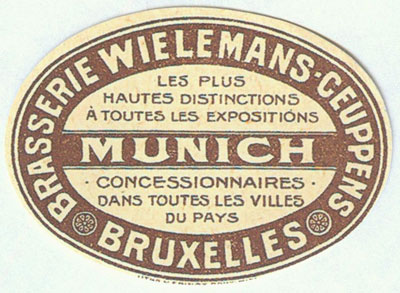 BRASSERIE WIELEMANS-CEUPPENS
LES PLUS
HAUTES DISTINCTIONS
À TOUTES LES EXPOSITIONS
MUNICH
· CONCESSIONNAIRES ·
DANS TOUTES LES VILLES
DU PAYS
BRUXELLES